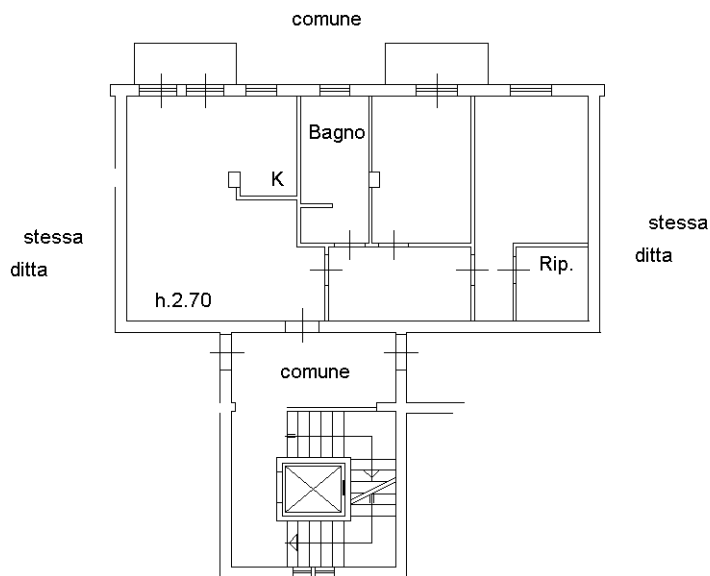 comune
Bagno
K
stessa
ditta
stessa
ditta
Rip.
h.2.70
comune